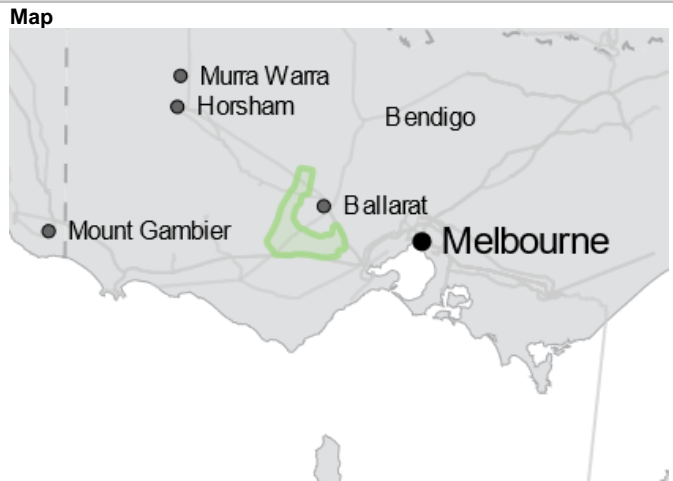 Map
Murra Warra
Horsham
Bendigo
Ballarat
Mount Gambier
Melbourne